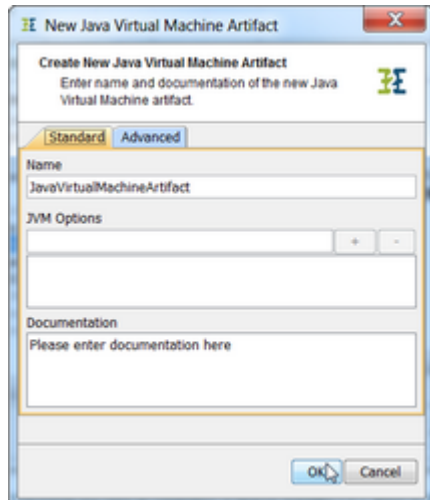 New Java Virtual Machine Artifact
Create New Java Virtual Machine Artifact
Enter name and documentation of the new Java
Virtual Machine artifact.
Standard Advanced
Name
JavaVirtualMachineArtifact
JVM Options
+ -
Documentation
Please enter documentation here
OK Cancel